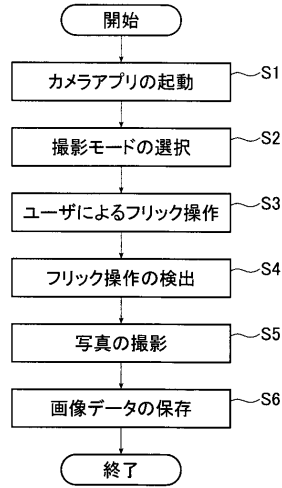 開始
カメラアプリの起動 S1
撮影モードの選択 S2
ユーザによるフリック操作 S3
フリック操作の検出 S4
写真の撮影 S5
画像データの保存 S6
終了